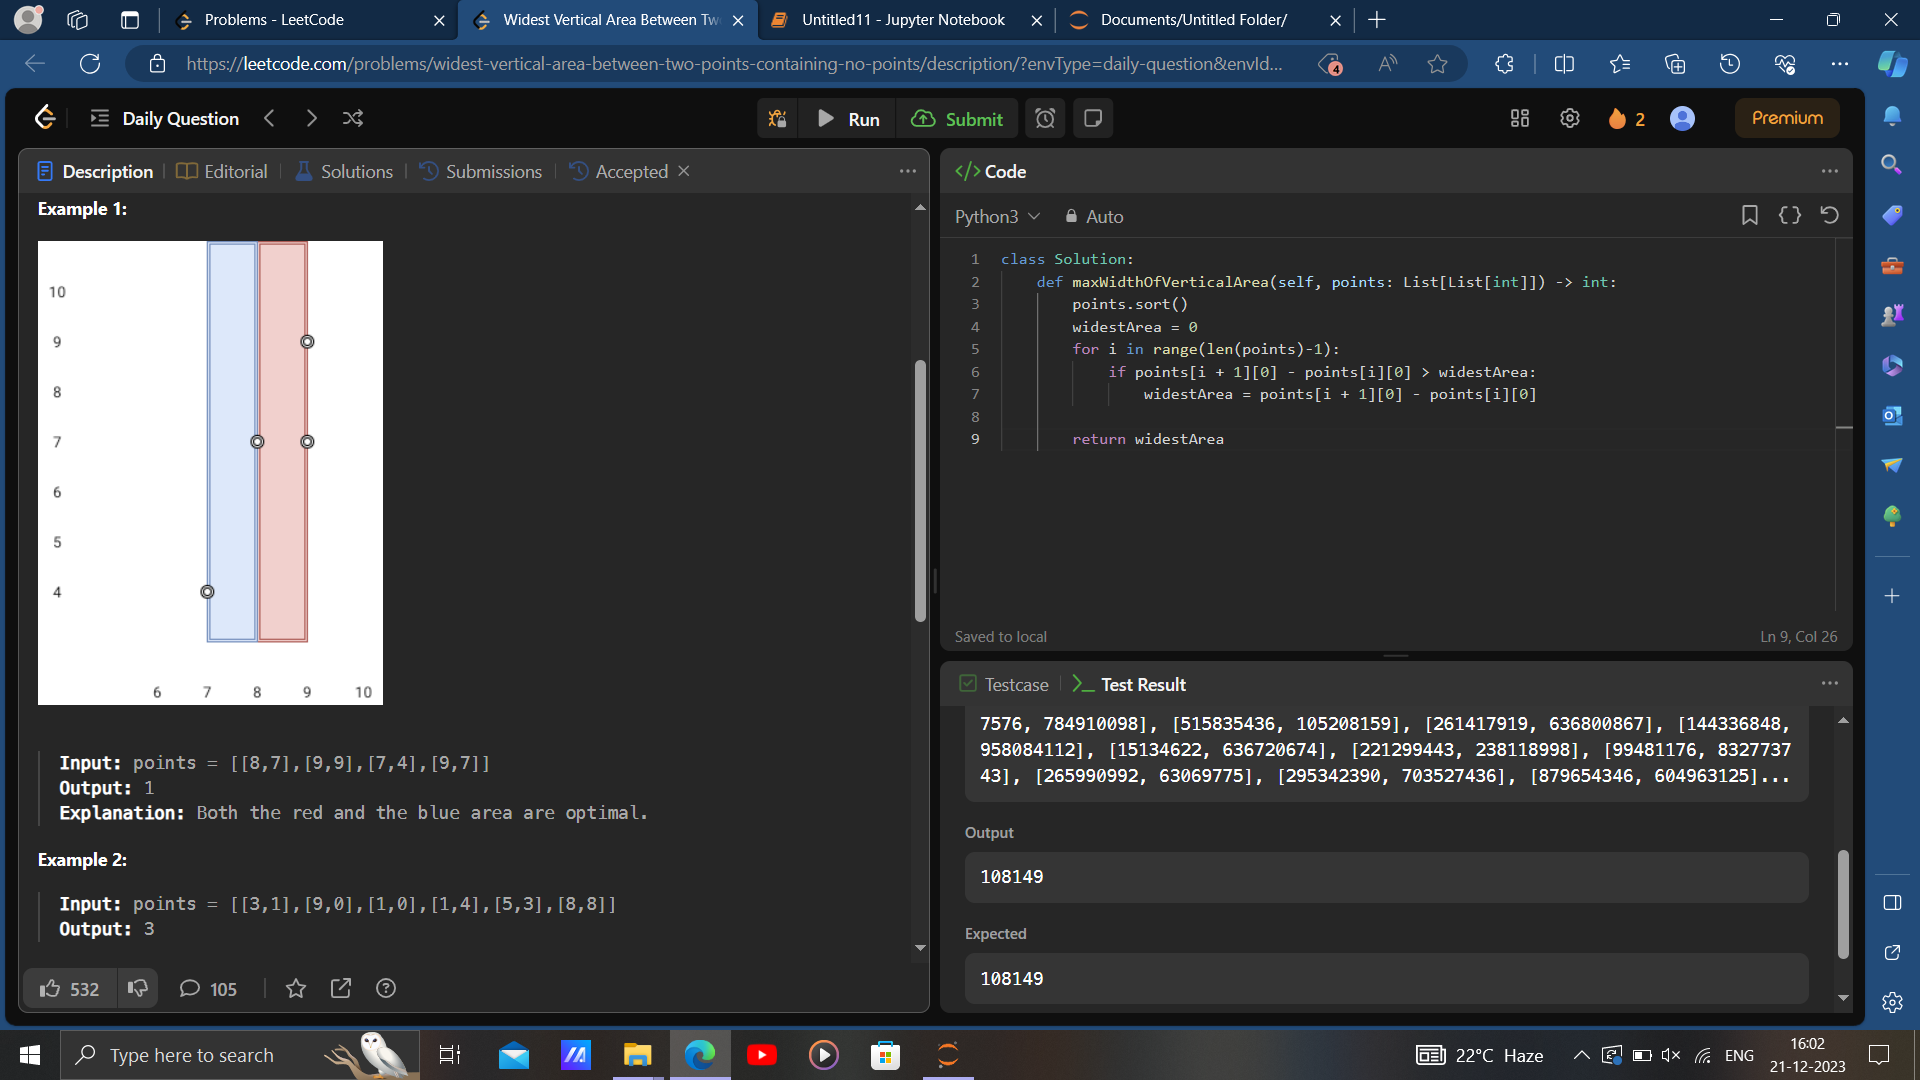 Problems - LeetCode
Widest Vertical Area Between Tw
Untitled11 - Jupyter Notebook
Documents/Untitled Folder/
https://leetcode.com/problems/widest-vertical-area-between-two-points-containing-no-points/description/?envType=daily-question&envId...
4
Daily Question
Run
Submit
2
Premium
Description
Editorial
Solutions
Submissions
Accepted
Example 1:
10
9
8
7
6
5
4
6 7 8 9 10
Input: points = [[8,7],[9,9],[7,4],[9,7]]
Output: 1
Explanation: Both the red and the blue area are optimal.
Example 2:
Input: points = [[3,1],[9,0],[1,0],[1,4],[5,3],[8,8]]
Output: 3
532
105
</> Code
Python3
Auto
1 class Solution:
2 def maxWidthOfVerticalArea(self, points: List[List[int]]) -> int:
3 points.sort()
4 widestArea = 0
5 for i in range(len(points)-1):
6 if points[i + 1][0] - points[i][0] > widestArea:
7 widestArea = points[i + 1][0] - points[i][0]
8
9 return widestArea
Saved to local
Ln 9, Col 26
Testcase
Test Result
7576, 784910098], [515835436, 105208159], [261417919, 636800867], [144336848,
958084112], [15134622, 636720674], [221299443, 238118998], [99481176, 8327737
43], [265990992, 63069775], [295342390, 703527436], [879654346, 604963125]...
Output
108149
Expected
108149
Type here to search
22°C Haze
ENG
16:02
21-12-2023